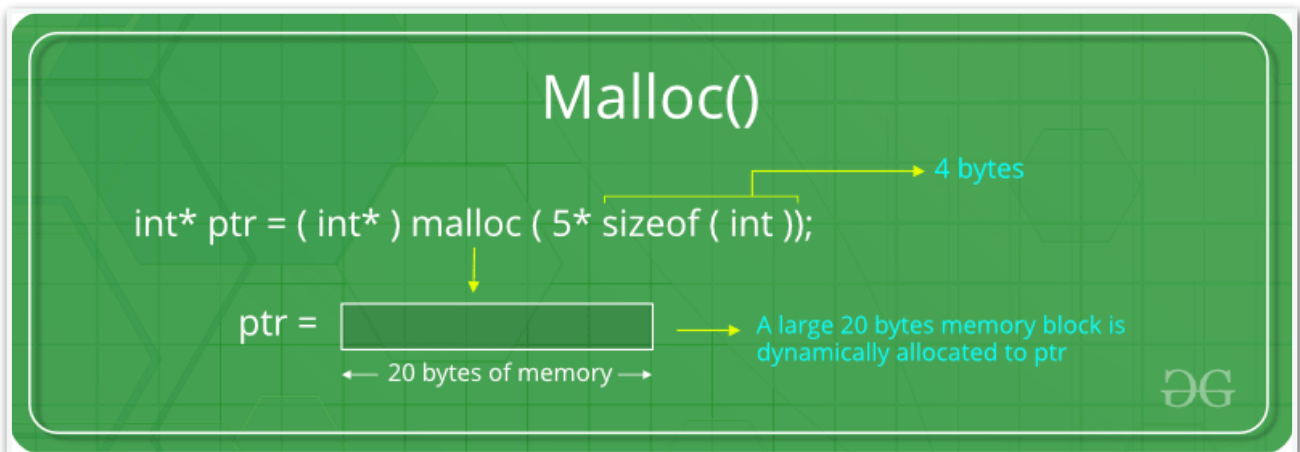 Malloc()
4 bytes
int* ptr = ( int* ) malloc ( 5* sizeof ( int ));
ptr =
A large 20 bytes memory block is
dynamically allocated to ptr
20 bytes of memory